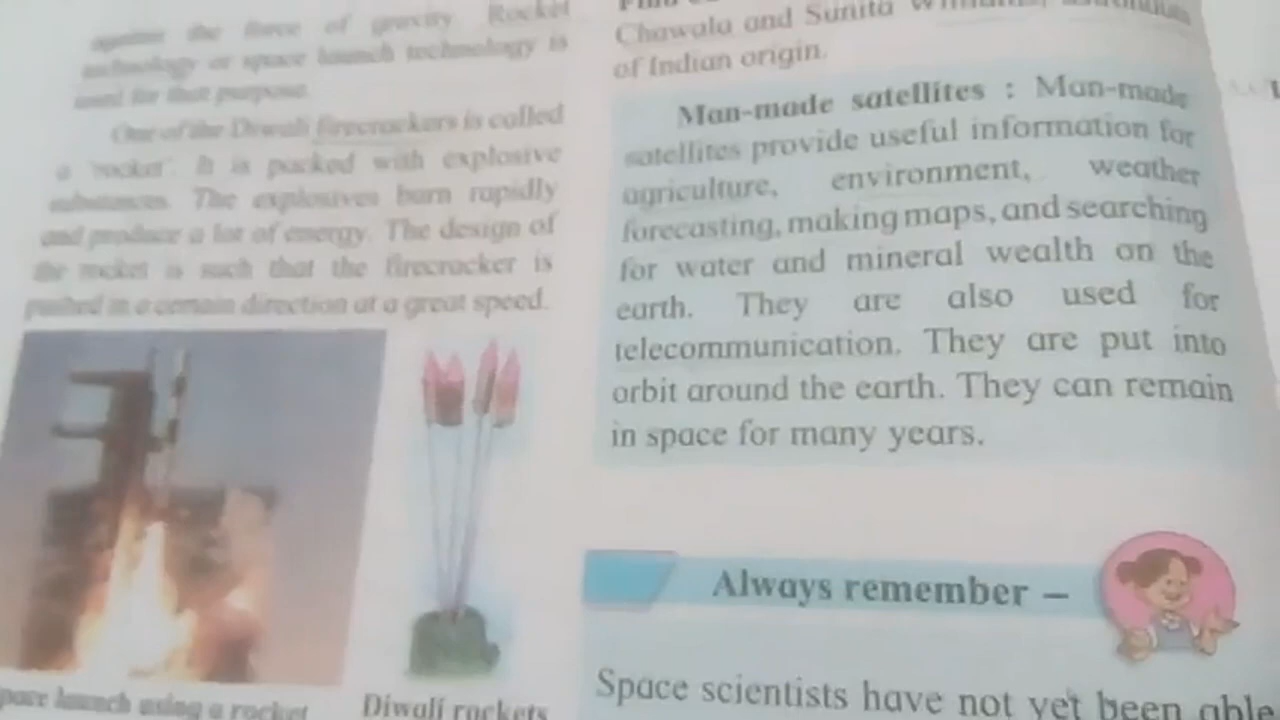 against the force of gravity. Rocket
technology or space launch technology is
used for that purpose.
One of the Diwali firecrackers is called
a 'rocket'. It is packed with explosive
substances. The explosives burn rapidly
and produce a lot of energy. The design of
the rocket is such that the firecracker is
pushed in a certain direction at a great speed.
pace launch using a rocket
Diwali rockets
Chawala and Sunita
of Indian origin.
Man-made satellites : Man-made
satellites provide useful information for
agriculture, environment, weather
forecasting, making maps, and searching
for water and mineral wealth on the
earth. They are also used for
telecommunication. They are put into
orbit around the earth. They can remain
in space for many years.
Always remember –
Space scientists have not yet been able